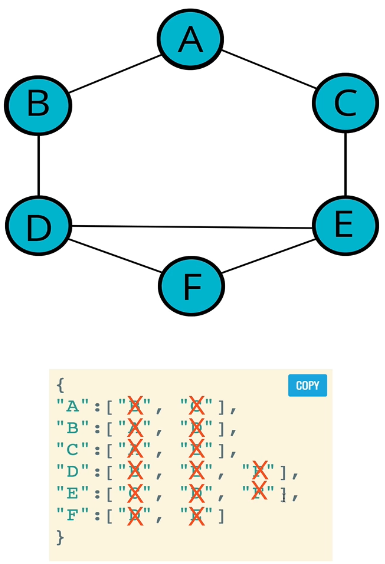 A
B C
D E
F
{ COPY
"A":["B", "C"],
"B":["A", "D"],
"C":["A", "E"],
"D":["B", "E", "F"],
"E":["C", "D", "F"],
"F":["D", "E"]
}